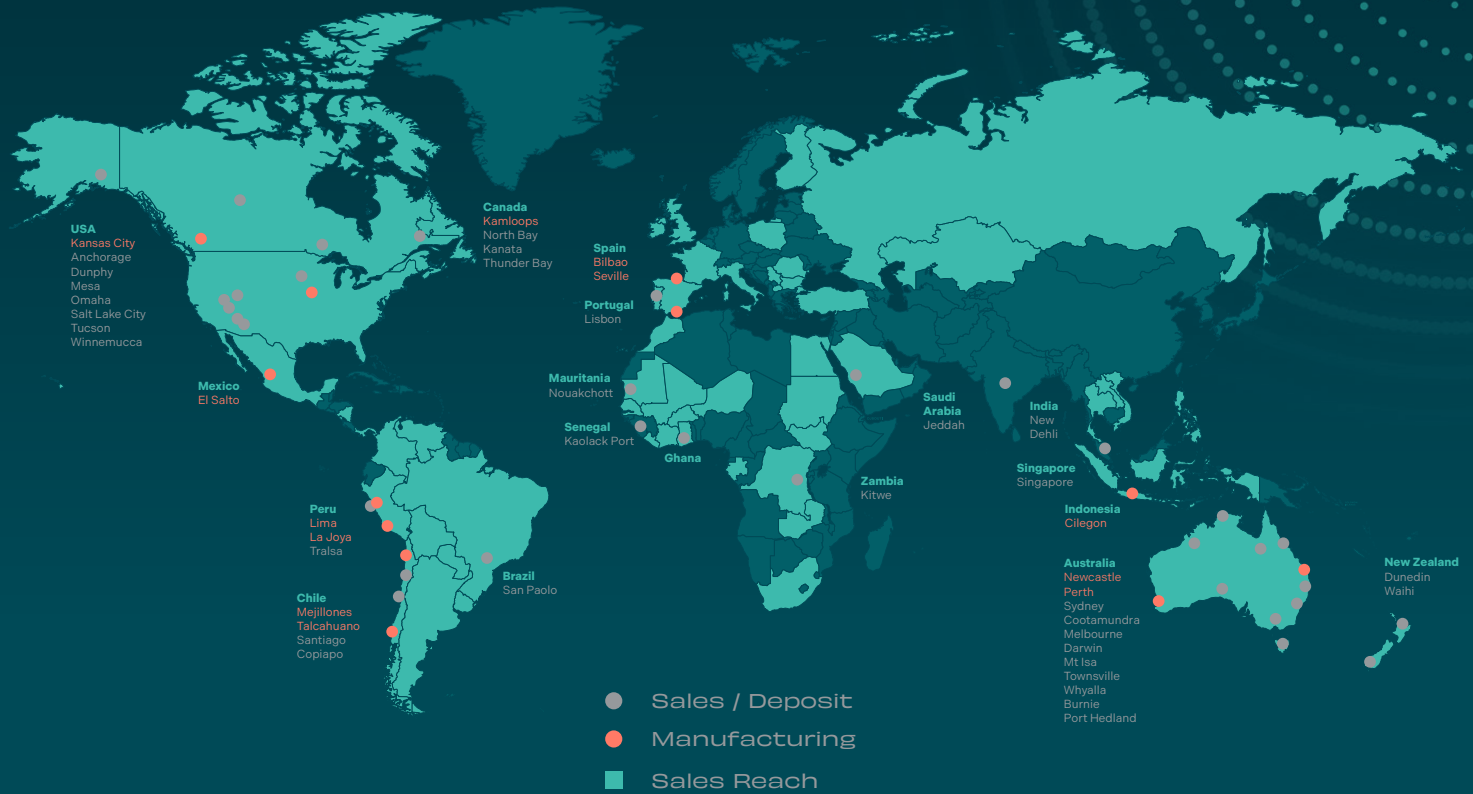 USA
Kansas City
Anchorage
Dunphy
Mesa
Omaha
Salt Lake City
Tucson
Winnemucca
Canada
Kamloops
North Bay
Kanata
Thunder Bay
Mexico
El Salto
Spain
Bilbao
Seville
Portugal
Lisbon
Mauritania
Nouakchott
Senegal
Kaolack Port
Ghana
Saudi
Arabia
Jeddah
India
New
Dehli
Zambia
Kitwe
Singapore
Singapore
Indonesia
Cilegon
Peru
Lima
La Joya
Tralsa
Brazil
San Paolo
Chile
Mejillones
Talcahuano
Santiago
Copiapo
Australia
Newcastle
Perth
Sydney
Cootamundra
Melbourne
Darwin
Mt Isa
Townsville
Whyalla
Burnie
Port Hedland
New Zealand
Dunedin
Waihi
Sales / Deposit
Manufacturing
Sales Reach